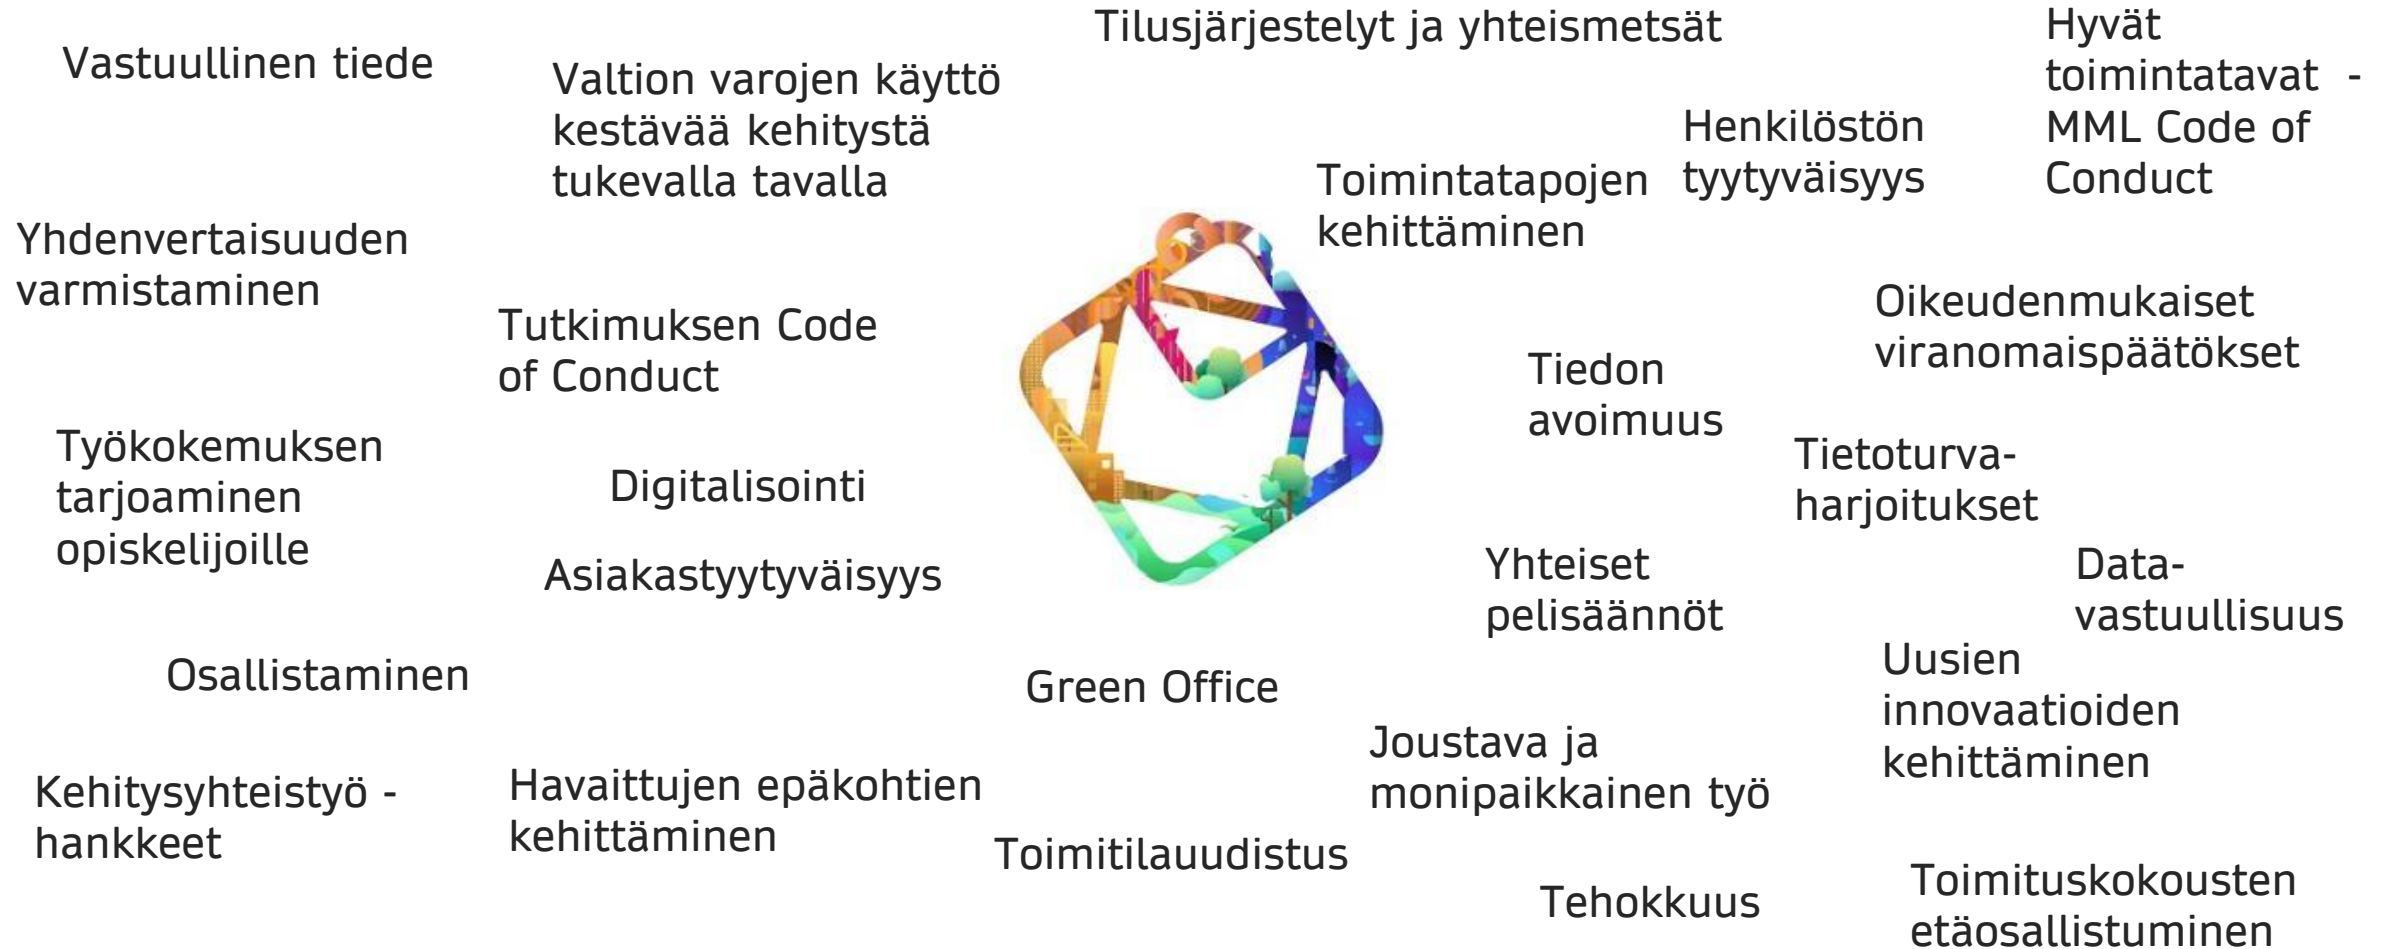 Vastuullinen tiede
Valtion varojen käyttö
kestävää kehitystä
tukevalla tavalla
Tilusjärjestelyt ja yhteismetsät
Hyvät
toimintatavat -
MML Code of
Conduct
Henkilöstön
tyytyväisyys
Toimintatapojen
kehittäminen
Yhdenvertaisuuden
varmistaminen
Tutkimuksen Code
of Conduct
Oikeudenmukaiset
viranomaispäätökset
Tiedon
avoimuus
Työkokemuksen
tarjoaminen
opiskelijoille
Digitalisointi
Tietoturva-
harjoitukset
Asiakastyytyväisyys
Yhteiset
pelisäännöt
Data-
vastuullisuus
Osallistaminen
Green Office
Uusien
innovaatioiden
kehittäminen
Joustava ja
monipaikkainen työ
Kehitysyhteistyö -
hankkeet
Havaittujen epäkohtien
kehittäminen
Toimitilauudistus
Tehokkuus
Toimituskokousten
etäosallistuminen